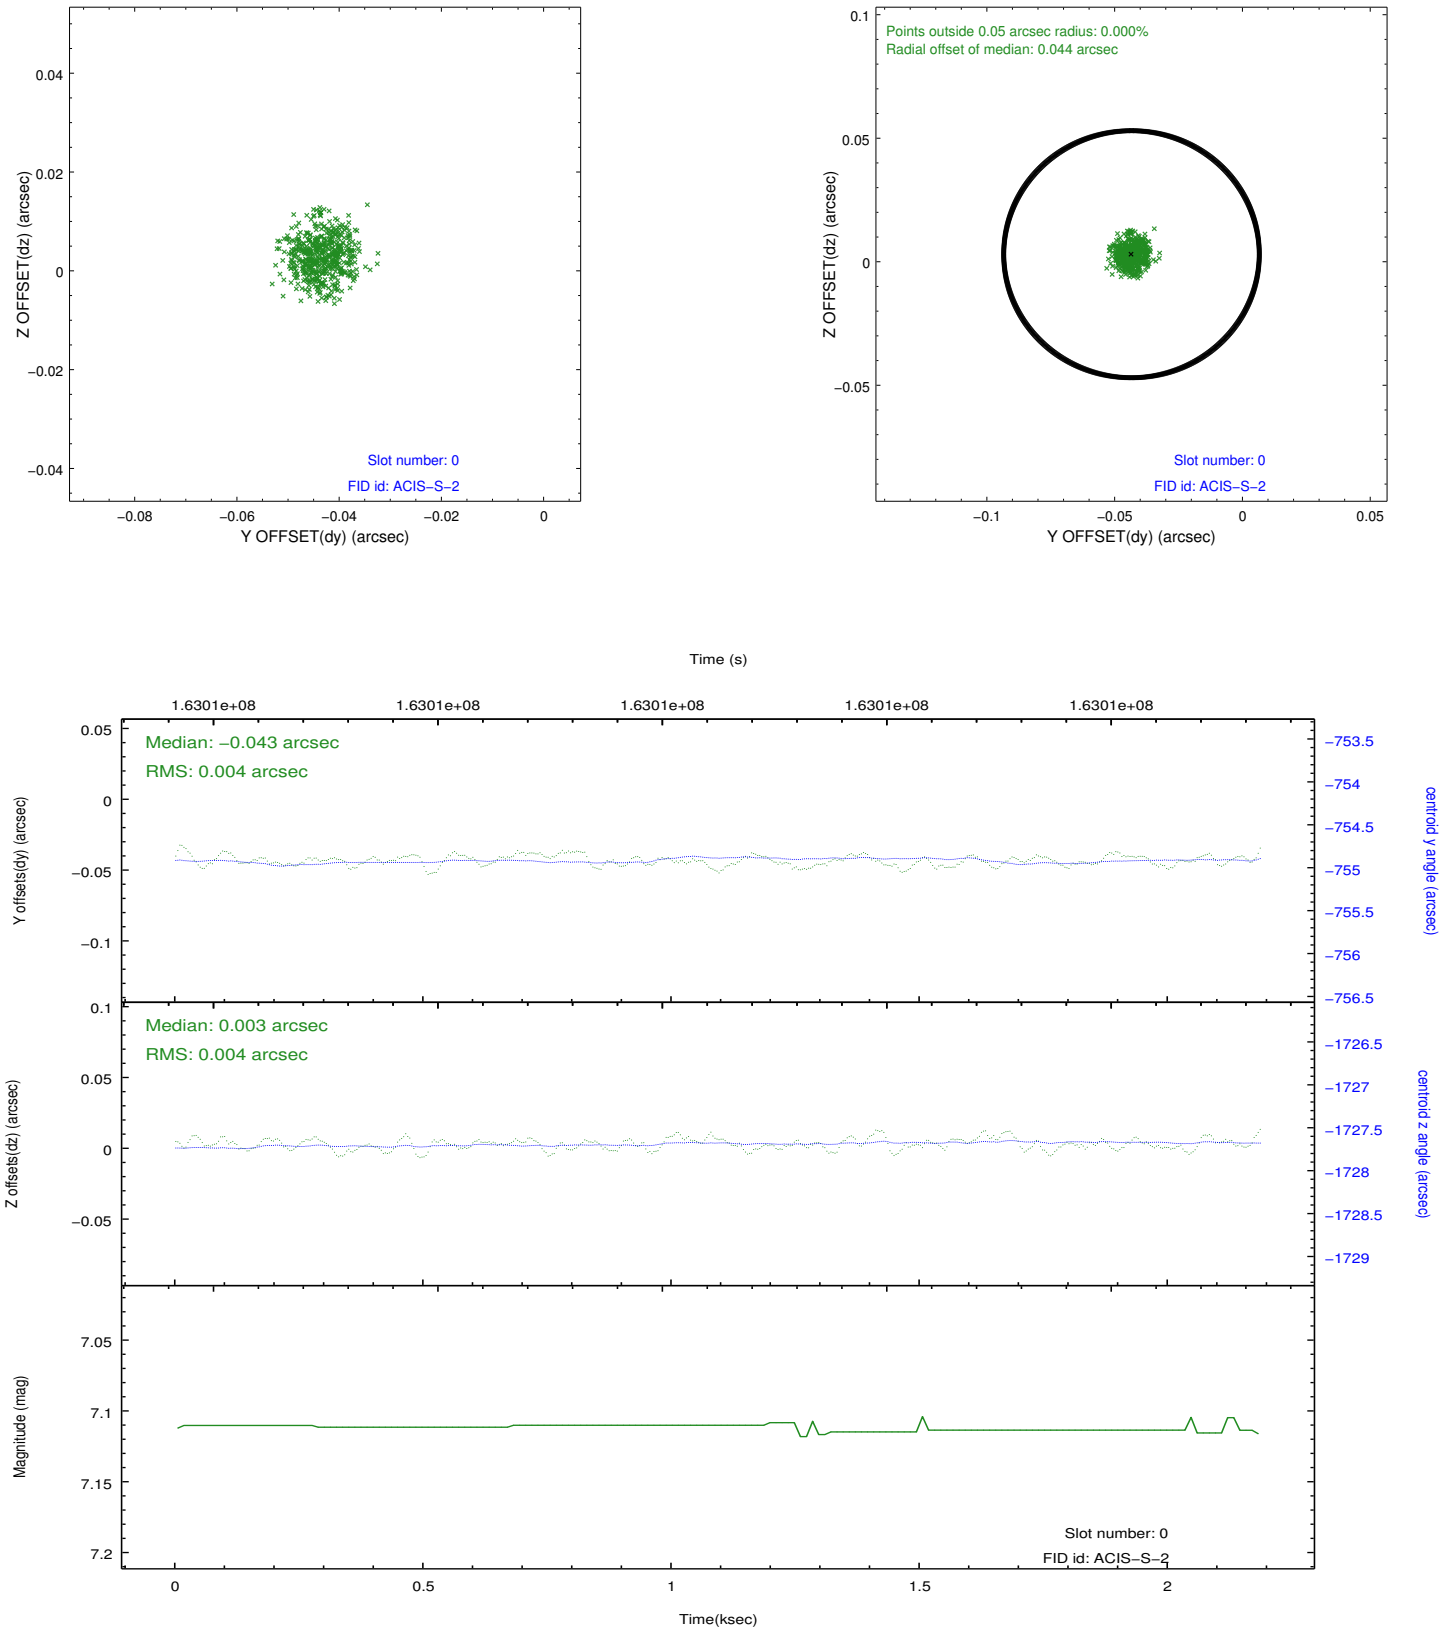 0.04
0.02
0
−0.02
−0.04
Z OFFSET(dz) (arcsec)
Slot number: 0
FID id: ACIS−S−2
−0.08
−0.06
−0.04
−0.02
0
Y OFFSET(dy) (arcsec)
0.1
0.05
0
−0.05
Z OFFSET(dz) (arcsec)
Points outside 0.05 arcsec radius: 0.000%
Radial offset of median: 0.044 arcsec
Slot number: 0
FID id: ACIS−S−2
−0.1
−0.05
0
0.05
Y OFFSET(dy) (arcsec)
Time (s)
1.6301e+08
1.6301e+08
1.6301e+08
1.6301e+08
1.6301e+08
0.05
0
−0.05
−0.1
Y offsets(dy) (arcsec)
Median: −0.043 arcsec
RMS: 0.004 arcsec
−753.5
−754
−754.5
−755
−755.5
−756
−756.5
centroid y angle (arcsec)
0.1
0.05
0
−0.05
Z offsets(dz) (arcsec)
Median: 0.003 arcsec
RMS: 0.004 arcsec
−1726.5
−1727
−1727.5
−1728
−1728.5
−1729
centroid z angle (arcsec)
7.05
7.1
7.15
7.2
Magnitude (mag)
Slot number: 0
FID id: ACIS−S−2
0
0.5
1
1.5
2
Time(ksec)